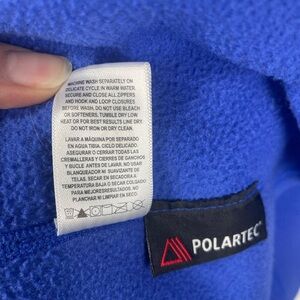 MACHINE WASH SEPARATELY ON
DELICATE CYCLE IN WARM WATER.
SECURE AND CLOSE ALL ZIPPERS
AND HOOK AND LOOP CLOSURES
BEFORE WASHING. DO NOT USE BLEACH
OR SOFTENERS. TUMBLE DRY LOW
HEAT OR FOR BEST RESULTS LINE DRY.
DO NOT IRON OR DRY CLEAN.
LAVAR A MÁQUINA POR SEPARADO
EN AGUA TIBIA, CICLO DELICADO.
ASEGURAR O CERRAR TODAS LAS
CREMALLERAS Y CIERRES DE GANCHOS
Y BUCLE ANTES DE LAVAR. NO USAR
BLANQUEADOR NI SUAVIZANTE DE
TELAS. SECAR EN SECADORA A
TEMPERATURA BAJA O SECAR COLGADO. NO
PLANCHAR NI LIMPIAR EN SECO.
POLARTEC